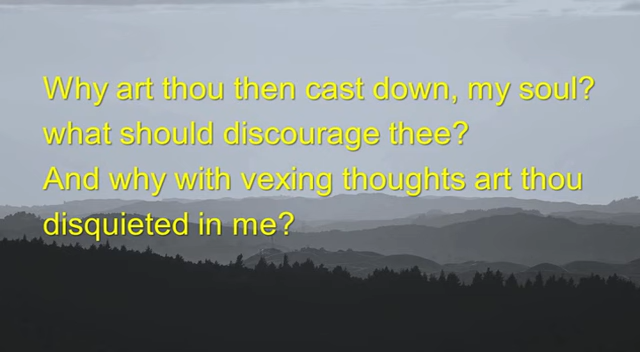 Why art thou then cast down, my soul?
what should discourage thee?
And why with vexing thoughts art thou
disquieted in me?